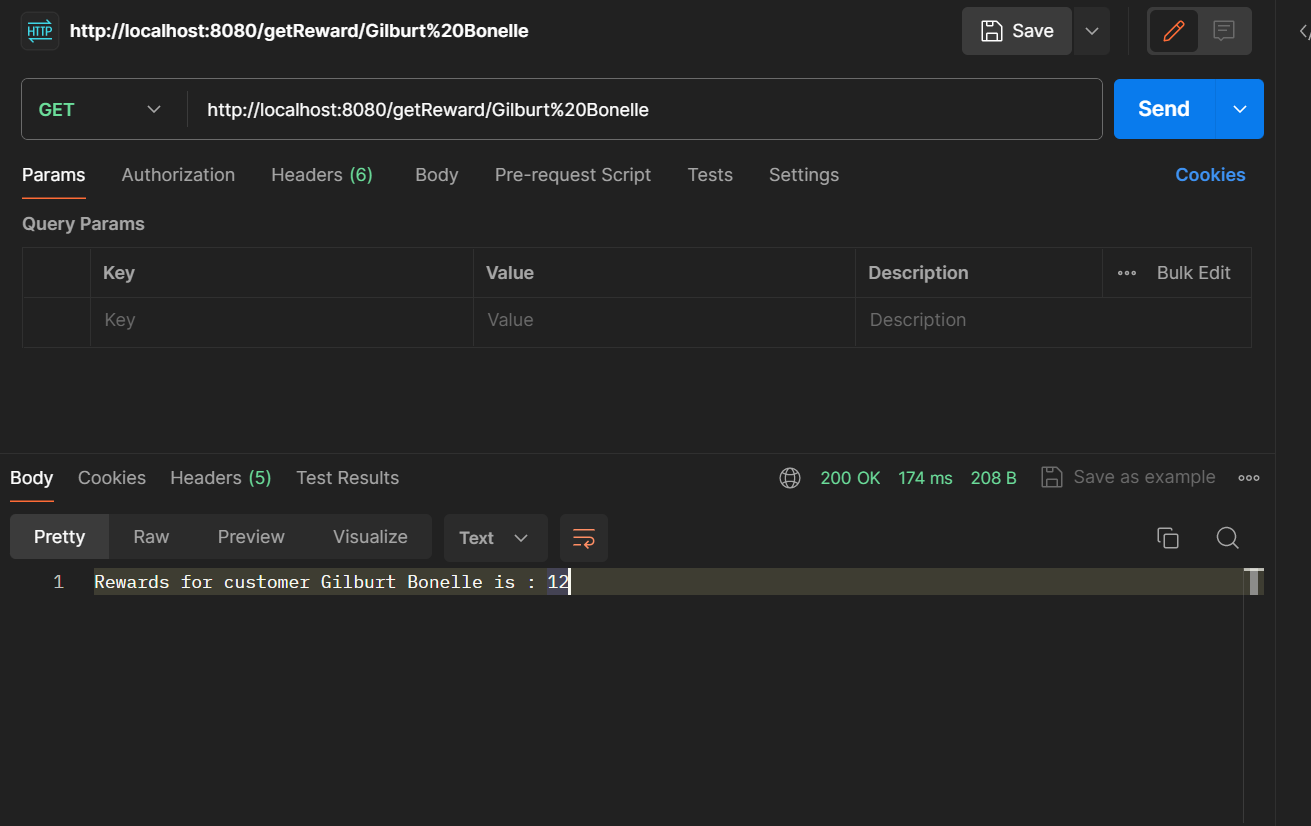 HTTP http://localhost:8080/getReward/Gilburt%20Bonelle Save
GET http://localhost:8080/getReward/Gilburt%20Bonelle Send
Params Authorization Headers (6) Body Pre-request Script Tests Settings Cookies
Query Params
Key Value Description ••• Bulk Edit
Key Value Description
Body Cookies Headers (5) Test Results 200 OK 174 ms 208 B Save as example
Pretty Raw Preview Visualize Text
1 Rewards for customer Gilburt Bonelle is : 12